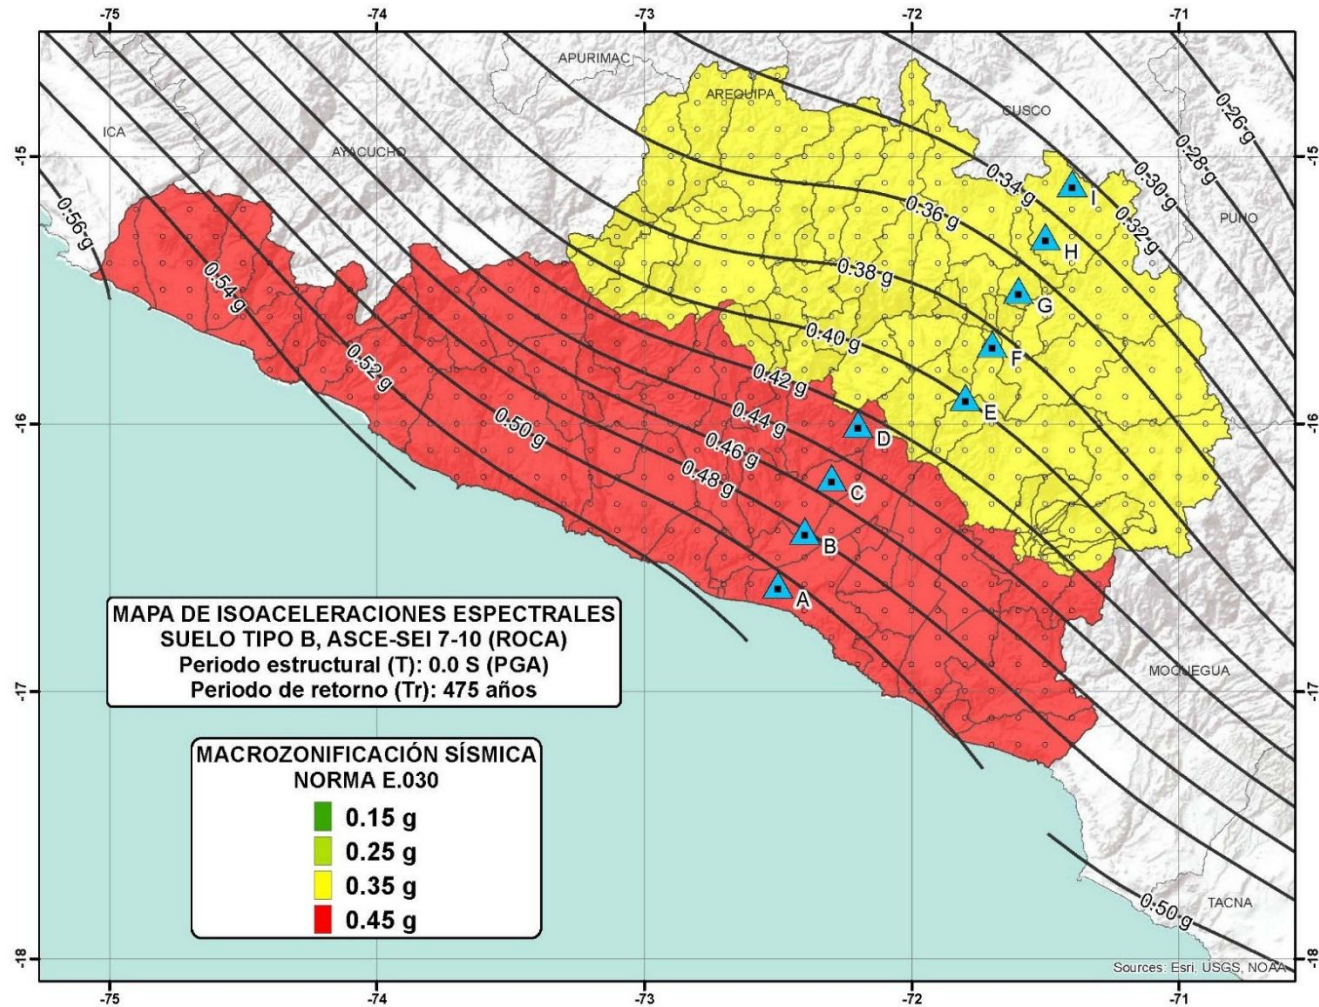 -75
-74
-73
-72
-71
APURIMAC
AREQUIPA
CUSCO
0.26 g
ICA
AYACUCHO
0.28 g
-15
-15
0.34 g
0.30 g
I
0.36 g
0.32 g
PUNO
0.56 g
H
0.38 g
0.54 g
G
0.40 g
F
0.52 g
0.42 g
E
-16
-16
0.50 g
0.44 g
D
0.46 g
0.48 g
C
B
A
MAPA DE ISOACELERACIONES ESPECTRALES
SUELO TIPO B, ASCE-SEI 7-10 (ROCA)
Periodo estructural (T): 0.0 S (PGA)
Periodo de retorno (Tr): 475 años
MOQUEGUA
-17
-17
MACROZONIFICACIÓN SÍSMICA
NORMA E.030
0.15 g
0.25 g
0.35 g
0.45 g
0.50 g
TACNA
-18
-18
Sources: Esri, USGS, NOAA
-75
-74
-73
-72
-71